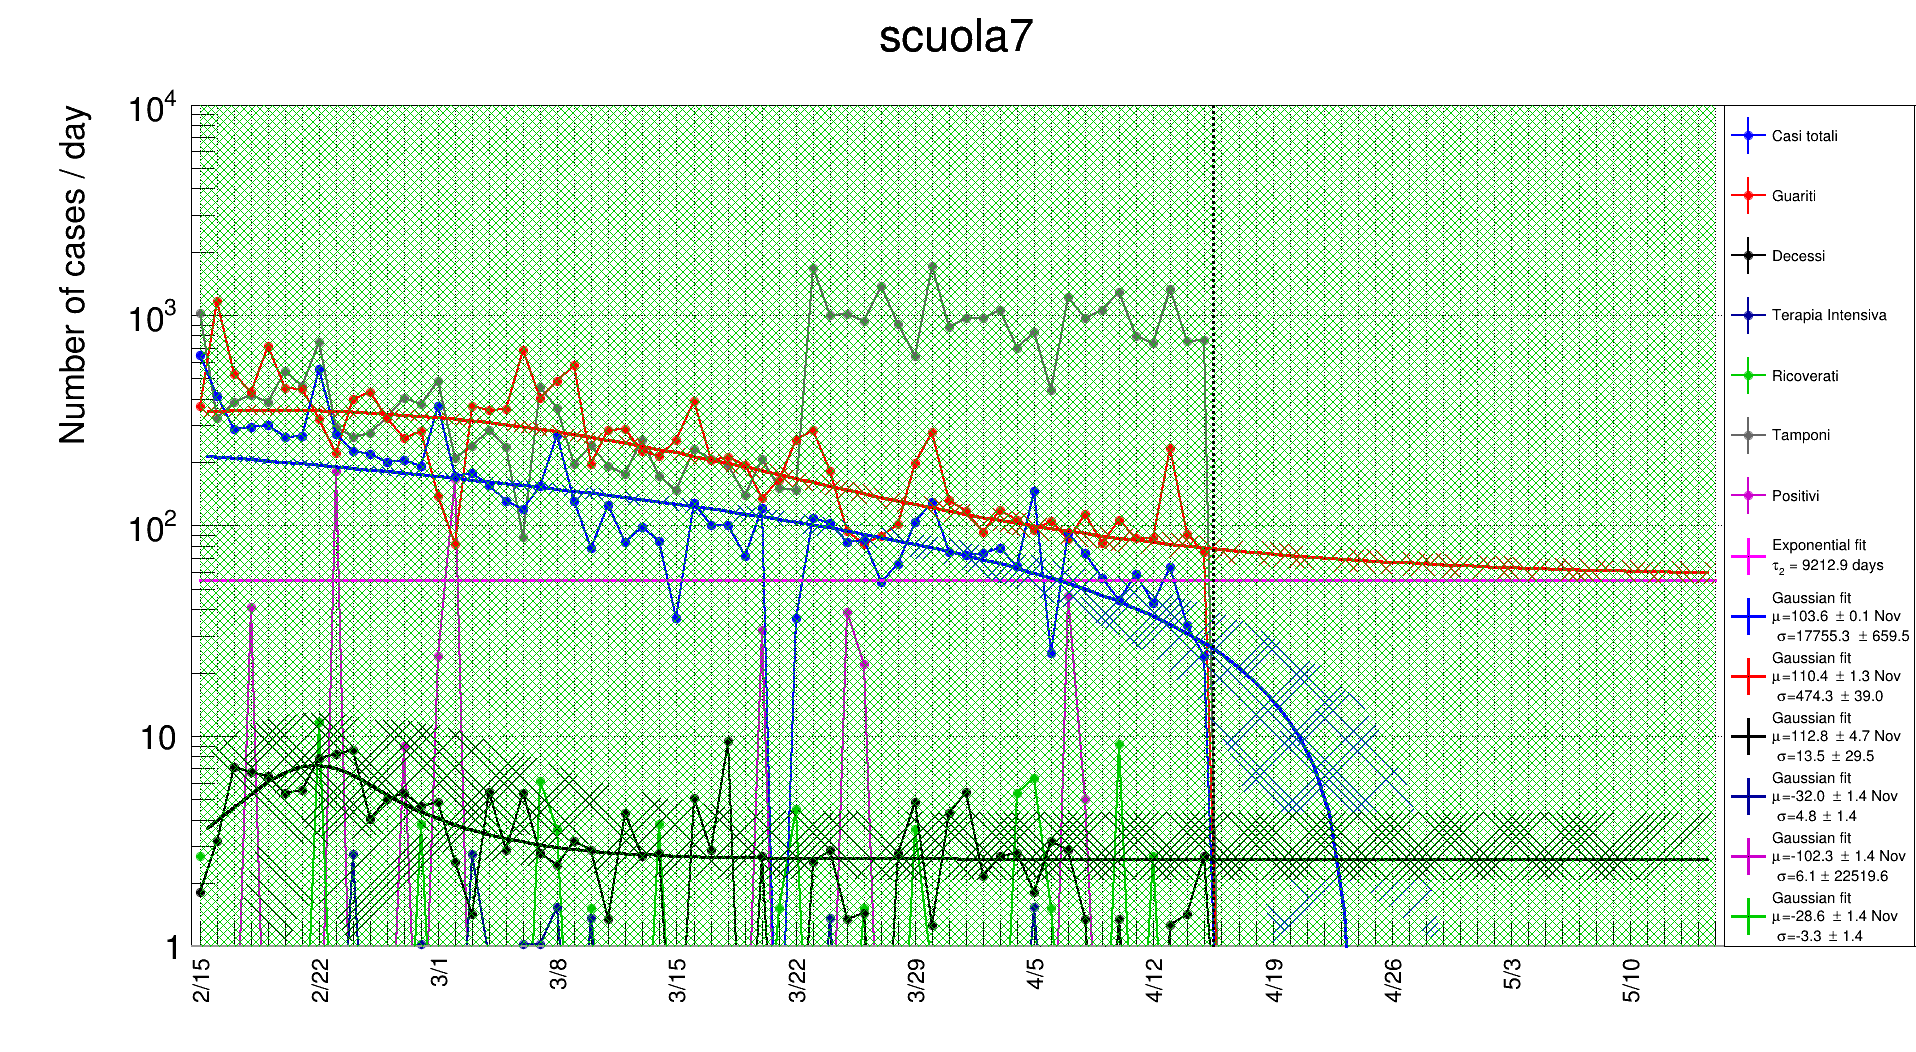 scuola7
Number of cases / day
10⁴
10³
10²
10
1
2/15
2/22
3/1
3/8
3/15
3/22
3/29
4/5
4/12
4/19
4/26
5/3
5/10
Casi totali
Guariti
Decessi
Terapia Intensiva
Ricoverati
Tamponi
Positivi
Exponential fit
τ₂ = 9212.9 days
Gaussian fit
μ=103.6 ± 0.1 Nov
σ=17755.3 ± 659.5
Gaussian fit
μ=110.4 ± 1.3 Nov
σ=474.3 ± 39.0
Gaussian fit
μ=112.8 ± 4.7 Nov
σ=13.5 ± 29.5
Gaussian fit
μ=-32.0 ± 1.4 Nov
σ=4.8 ± 1.4
Gaussian fit
μ=-102.3 ± 1.4 Nov
σ=6.1 ± 22519.6
Gaussian fit
μ=-28.6 ± 1.4 Nov
σ=-3.3 ± 1.4